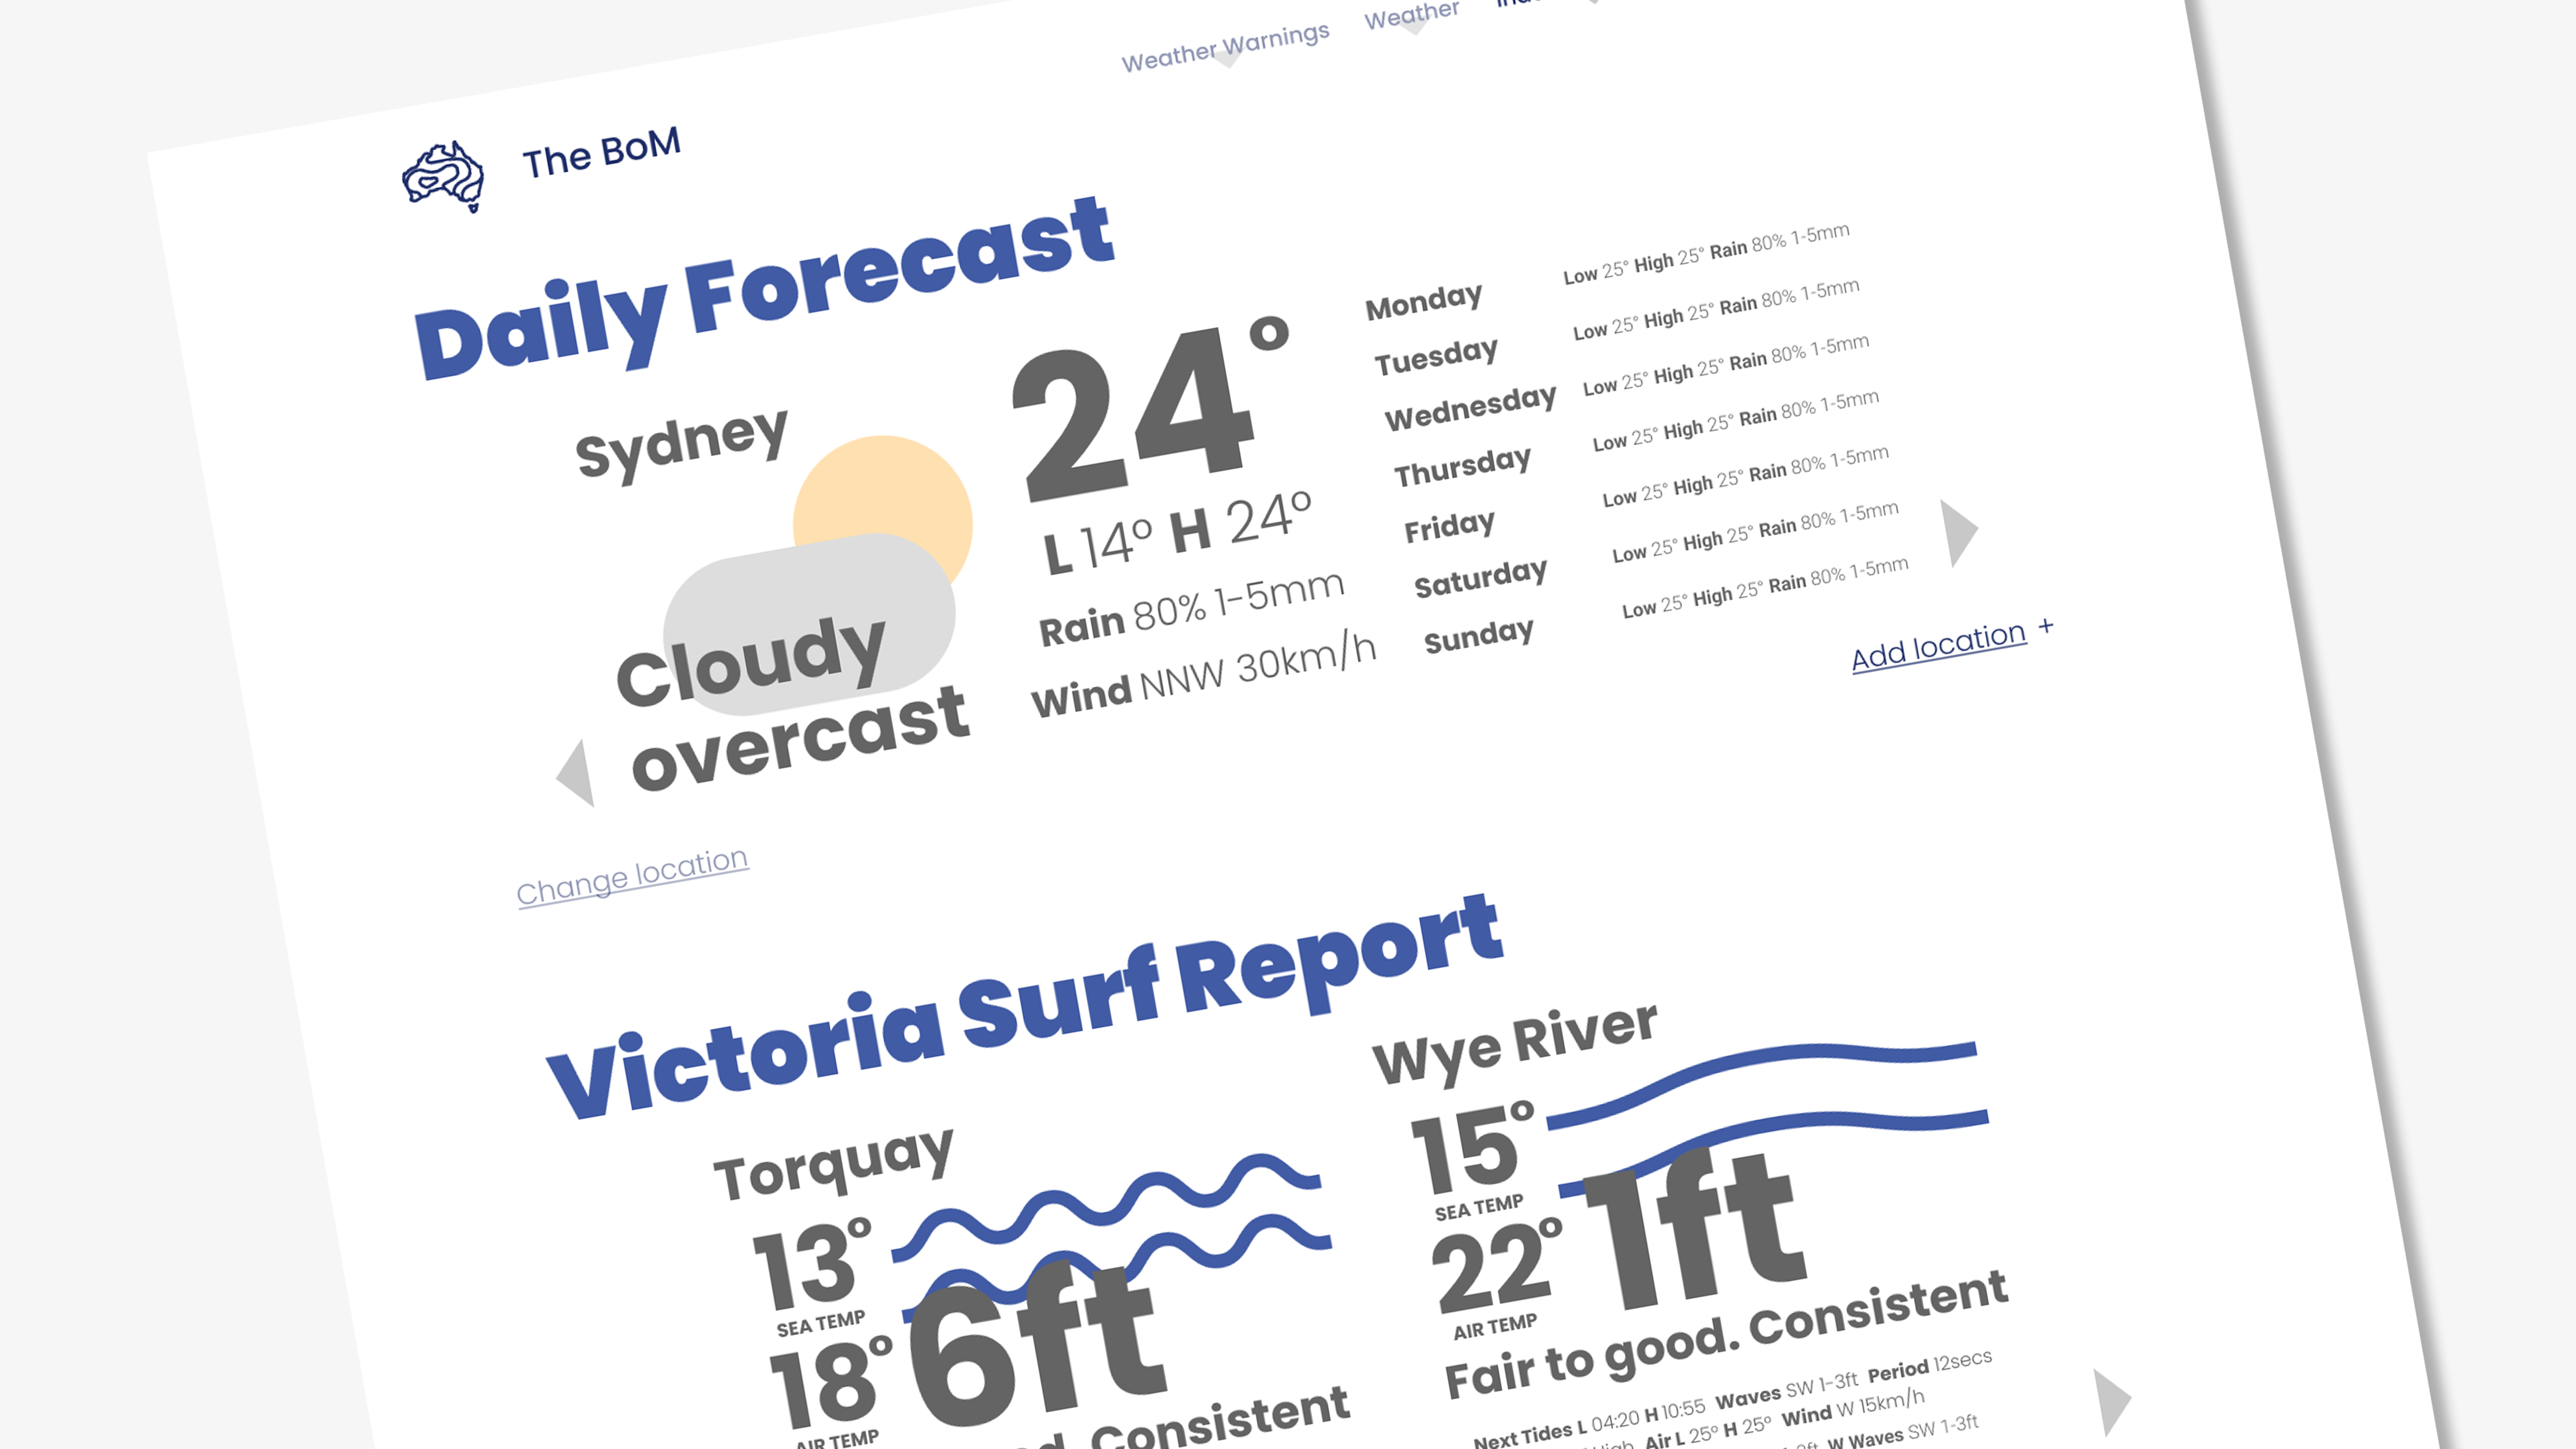 Weather Warnings
Weather
The BoM
Daily Forecast
Sydney
Cloudy
overcast
24°
L 14° H 24°
Rain 80% 1-5mm
Wind NNW 30km/h
Monday
Low 25° High 25° Rain 80% 1-5mm
Tuesday
Low 25° High 25° Rain 80% 1-5mm
Wednesday
Low 25° High 25° Rain 80% 1-5mm
Thursday
Low 25° High 25° Rain 80% 1-5mm
Friday
Low 25° High 25° Rain 80% 1-5mm
Saturday
Low 25° High 25° Rain 80% 1-5mm
Sunday
Low 25° High 25° Rain 80% 1-5mm
Add location +
Change location
Victoria Surf Report
Torquay
13°
SEA TEMP
18°
AIR TEMP
6ft
Consistent
Wye River
15°
SEA TEMP
22°
AIR TEMP
1ft
Fair to good. Consistent
Next Tides L 04:20 H 10:55 Waves SW 1-3ft Period 12secs
High Air L 25° H 25° Wind W 15km/h
W Waves SW 1-3ft